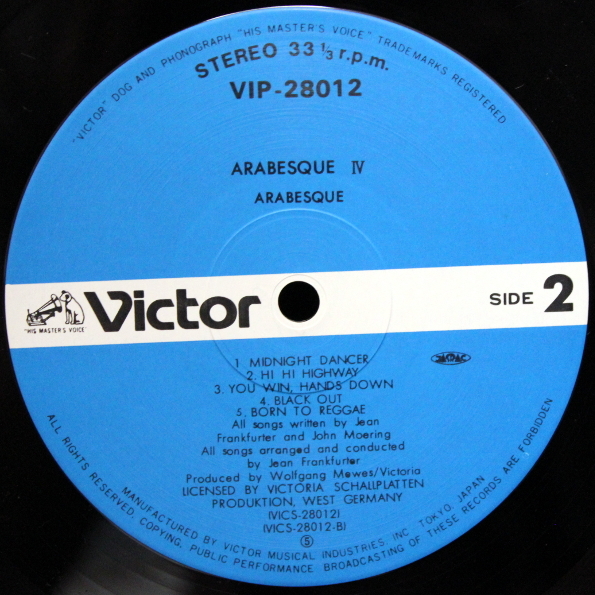 "VICTOR" DOG AND PHONOGRAPH "HIS MASTER'S VOICE" TRADEMARKS REGISTERED
STEREO 33 1/3 r.p.m.
VIP-28012
ARABESQUE IV
ARABESQUE
"HIS MASTER'S VOICE"
Victor
SIDE 2
JASRAC
1. MIDNIGHT DANCER
2. HI HI HIGHWAY
3. YOU WIN, HANDS DOWN
4. BLACK OUT
5. BORN TO REGGAE
All songs written by Jean
Frankfurter and John Moering
All songs arranged and conducted
by Jean Frankfurter
Produced by Wolfgang Mewes/Victoria
LICENSED BY VICTORIA SCHALLPLATTEN
PRODUKTION, WEST GERMANY
(VICS-28012)
(VICS-28012-B)
S
MANUFACTURED BY VICTOR MUSICAL INDUSTRIES, INC. TOKYO, JAPAN
ALL RIGHTS RESERVED. COPYING, PUBLIC PERFORMANCE BROADCASTING OF THESE RECORDS ARE FORBIDDEN